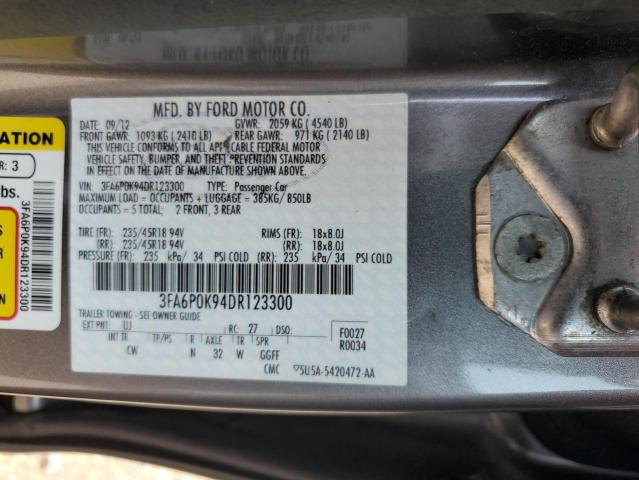 MFD. BY FORD MOTOR CO.
DATE: 09/12 GVWR: 2059 KG (4540 LB)
FRONT GAWR: 1093 KG (2410 LB) REAR GAWR: 971 KG (2140 LB)
THIS VEHICLE CONFORMS TO ALL APPLICABLE FEDERAL MOTOR
VEHICLE SAFETY, BUMPER, AND THEFT PREVENTION STANDARDS
IN EFFECT ON THE DATE OF MANUFACTURE SHOWN ABOVE.
VIN: 3FA6P0K94DR123300 TYPE: Passenger Car
MAXIMUM LOAD = OCCUPANTS + LUGGAGE = 385KG/850LB
OCCUPANTS = 5 TOTAL: 2 FRONT, 3 REAR
TIRE (FR): 235/45R18 94V RIMS (FR): 18x8.0J
(RR): 235/45R18 94V (RR): 18x8.0J
PRESSURE (FR): 235 kPa/ 34 PSI COLD (RR): 235 kPa/ 34 PSI COLD
3FA6P0K94DR123300
TRAILER TOWING - SEE OWNER GUIDE
EXT PNT: UJ RC: 27 DSO:
F0027
R0034
INT TR TP/PS R AXLE TR SPR
CW N 32 W GGFF
CMC 5U5A-5420472-AA
ATION
R: 3
lbs.
3FA6P0K94DR123300